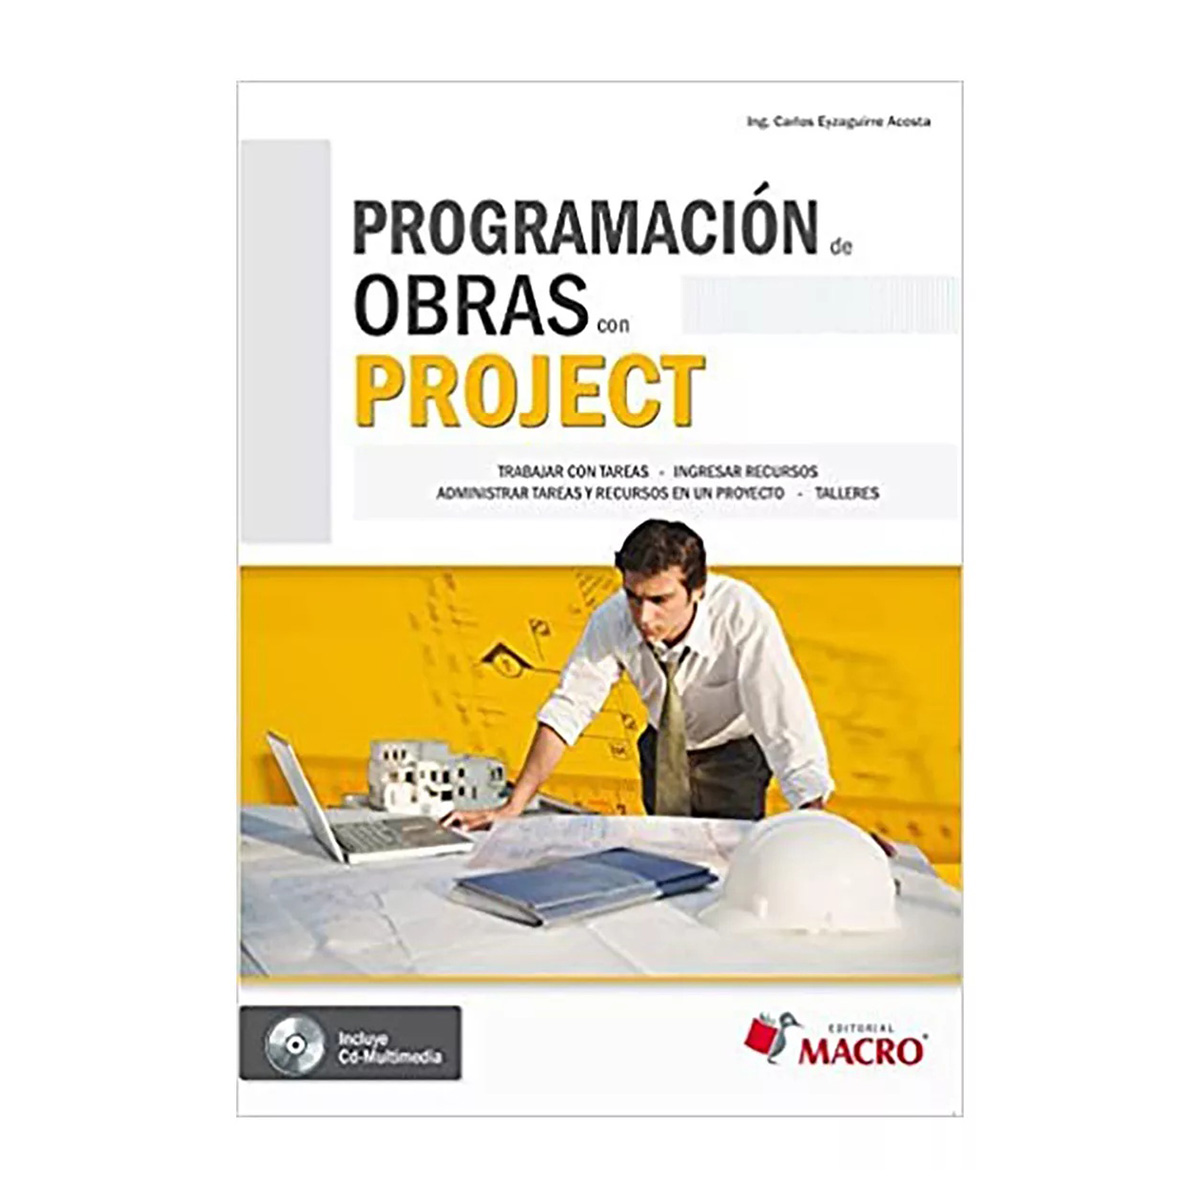 Ing. Carlos Eyzaguirre Acosta
PROGRAMACIÓN de
OBRAS con
PROJECT
TRABAJAR CON TAREAS - INGRESAR RECURSOS
ADMINISTRAR TAREAS Y RECURSOS EN UN PROYECTO - TALLERES
Incluye
Cd-Multimedia
EDITORIAL
MACRO®